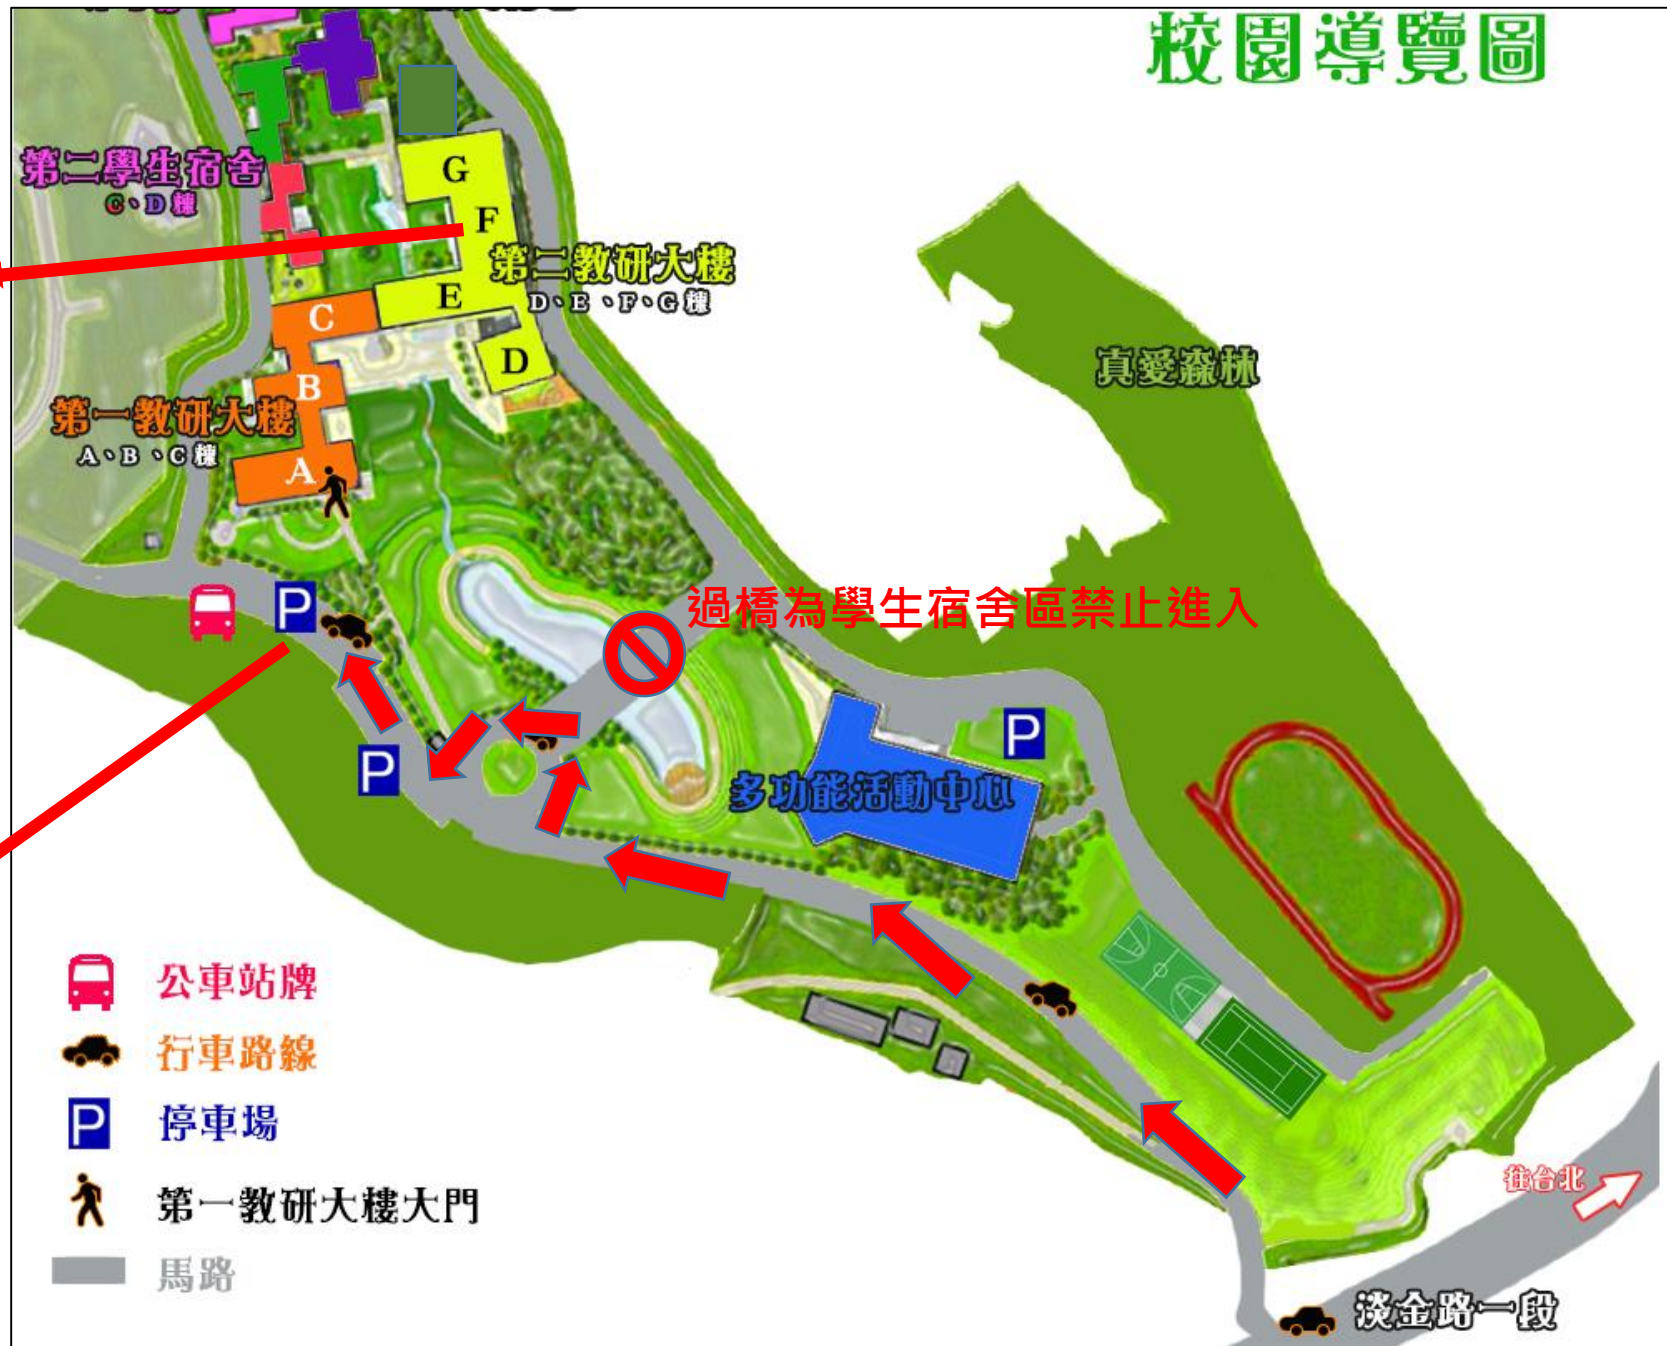 校園導覽圖
第二學生宿舍
C、D棟
G
F
第二教研大樓
D、E、F、G棟
E
C
D
B
真愛森林
第一教研大樓
A、B、C棟
A
P
過橋為學生宿舍區禁止進入
P
P
多功能活動中心
公車站牌
行車路線
P 停車場
第一教研大樓大門
馬路
往台北
淡金路一段